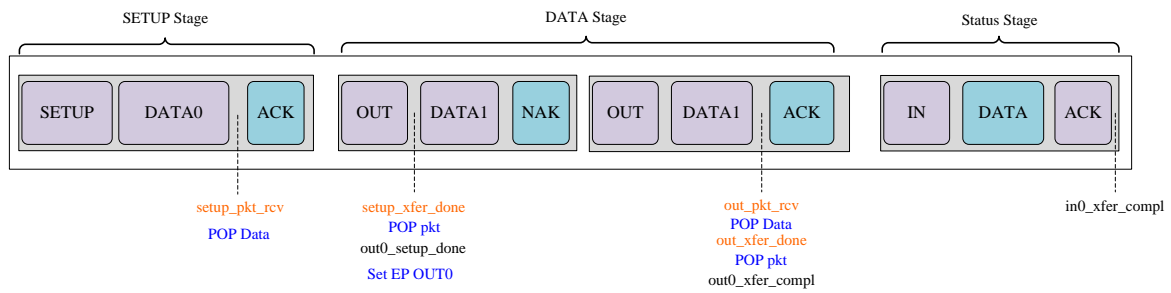 SETUP Stage
DATA Stage
Status Stage
SETUP
DATA0
ACK
OUT
DATA1
NAK
OUT
DATA1
ACK
IN
DATA
ACK
setup_pkt_rcv
POP Data
setup_xfer_done
POP pkt
out0_setup_done
Set EP OUT0
out_pkt_rcv
POP Data
out_xfer_done
POP pkt
out0_xfer_compl
in0_xfer_compl